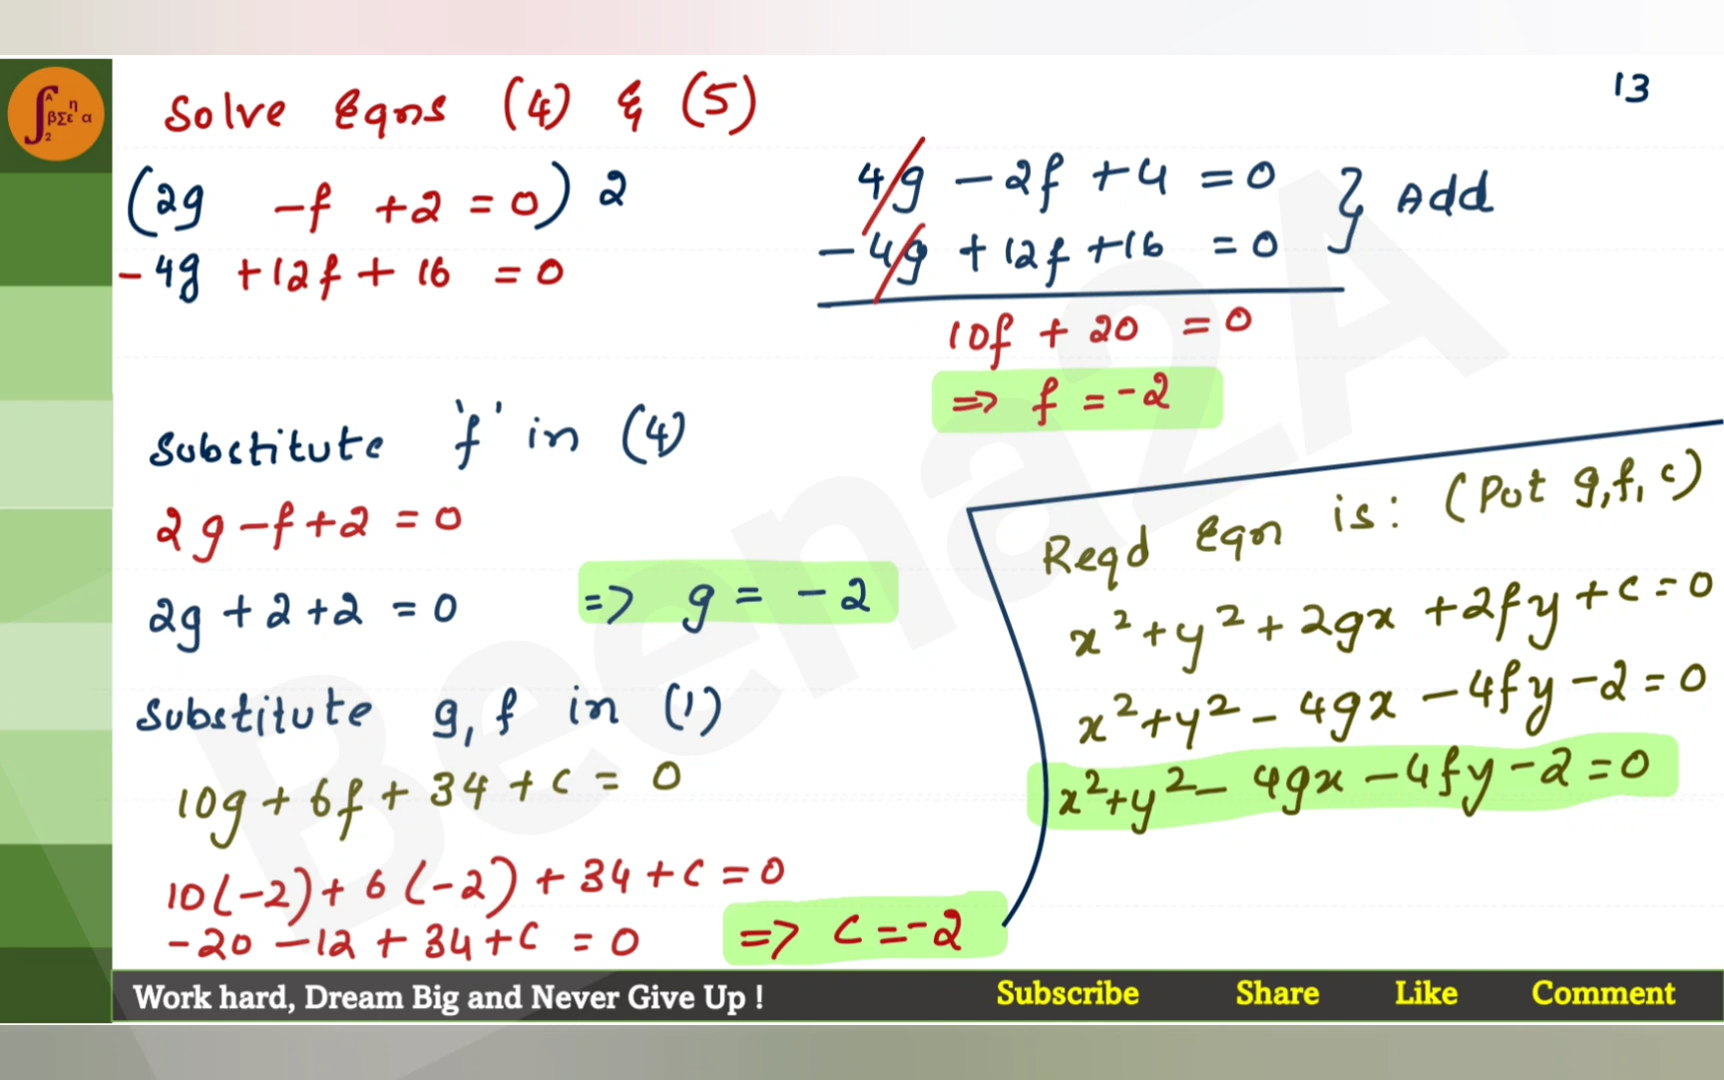 13
Solve Eqns (4) & (5)
(2g -f +2 = 0) 2
-4g +12f + 16 = 0
4g - 2f + 4 = 0
-4g + 12f + 16 = 0
} Add
10f + 20 = 0
=> f = -2
Substitute 'f' in (4)
2g - f + 2 = 0
2g + 2 + 2 = 0 => g = -2
Substitute g, f in (1)
10g + 6f + 34 + c = 0
10(-2) + 6(-2) + 34 + c = 0
-20 - 12 + 34 + c = 0 => c = -2
Reqd Eqn is: (Put g, f, c)
x² + y² + 2gx + 2fy + c = 0
x² + y² - 4gx - 4fy - 2 = 0
x² + y² - 4gx - 4fy - 2 = 0
Beena2A
Work hard, Dream Big and Never Give Up !
Subscribe Share Like Comment